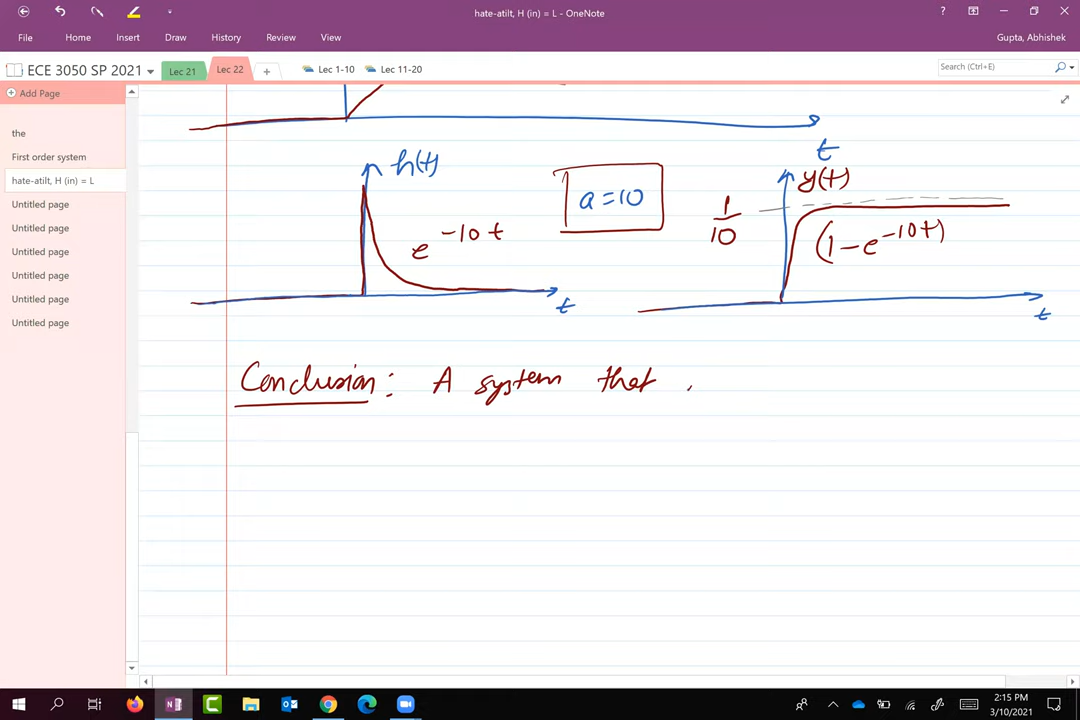 hate-atilt, H (in) = L - OneNote
?
File Home Insert Draw History Review View
Gupta, Abhishek
ECE 3050 SP 2021
Lec 21
Lec 22
Lec 1-10
Lec 11-20
Search (Ctrl+E)
Add Page
the
First order system
hate-atilt, H (in) = L
Untitled page
Untitled page
Untitled page
Untitled page
Untitled page
Untitled page
t
h(t)
a=10
y(t)
1/10
e^{-10t}
(1-e^{-10t})
t
t
Conclusion: A system that
2:15 PM
3/10/2021